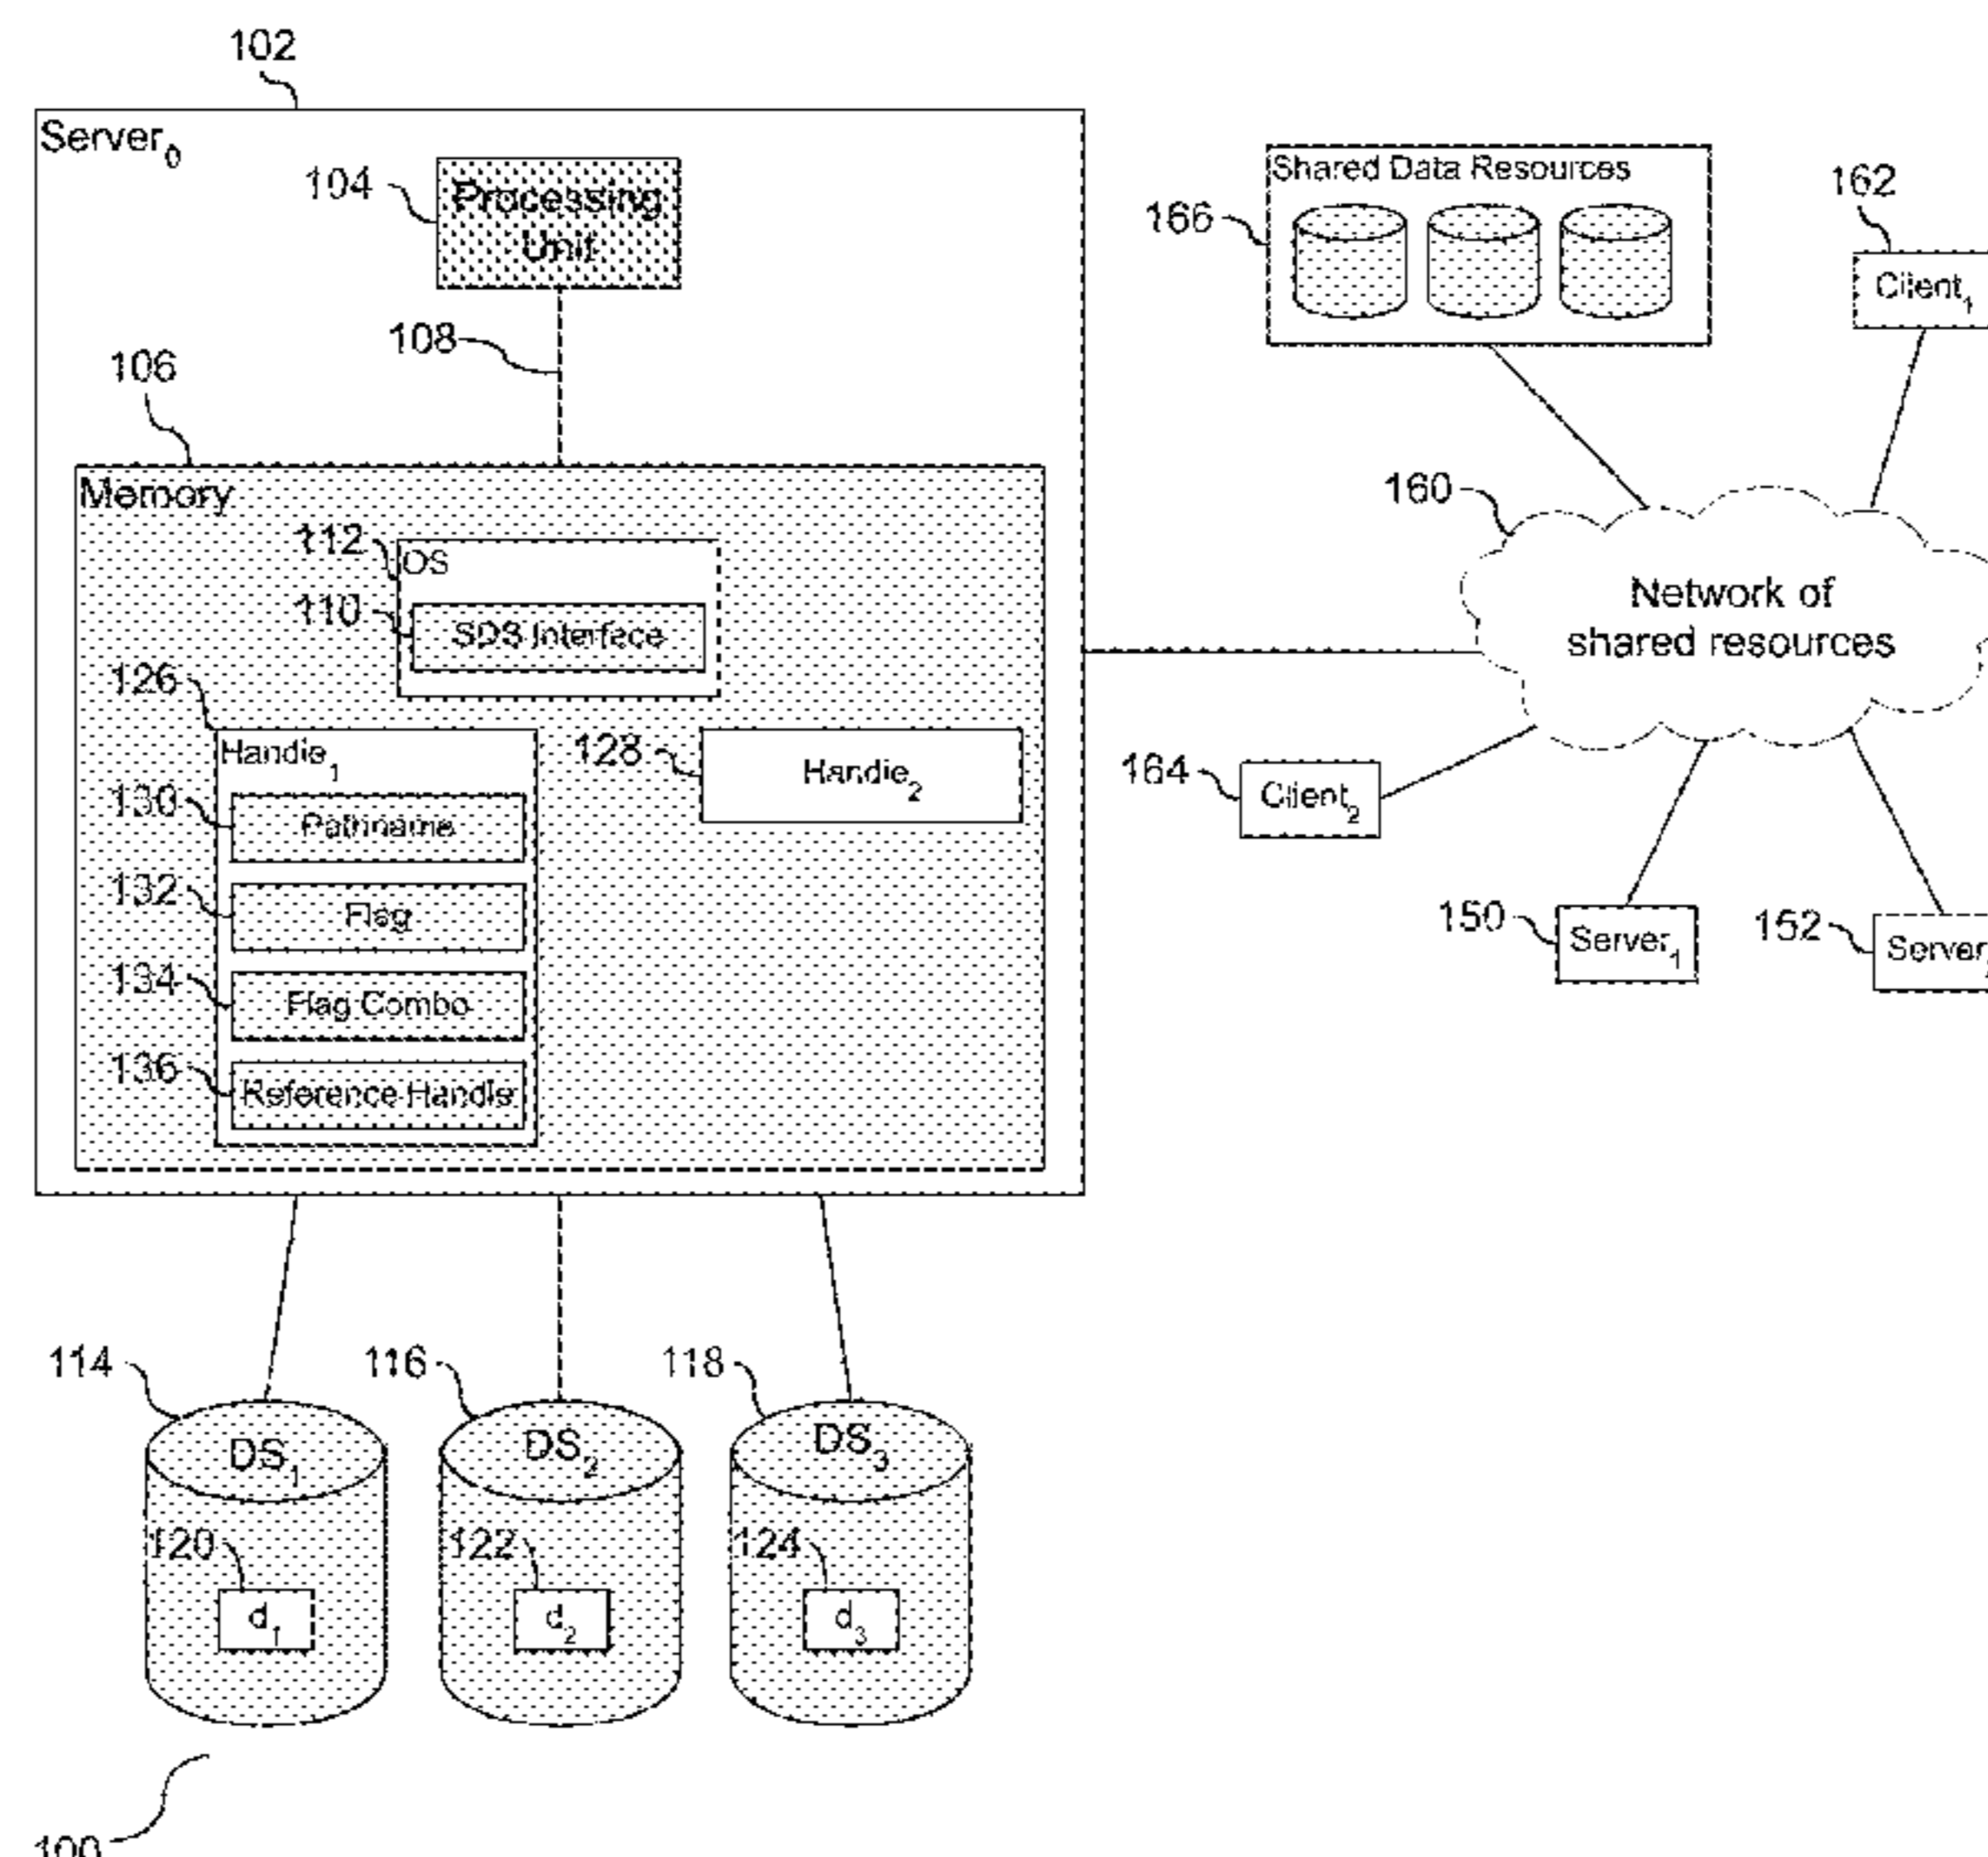 102
Server₀
104
Processing
Unit
108
106
Memory
112
OS
110
SDS Interface
126
Handle₁
128
Handle₂
130
Pathname
132
Flag
134
Flag Combo
136
Reference Handle
114
DS₁
116
DS₂
118
DS₃
120
d₁
122
d₂
124
d₃
100
Shared Data Resources
166
162
Client₁
160
Network of
shared resources
164
Client₂
150
Server₁
152
Server